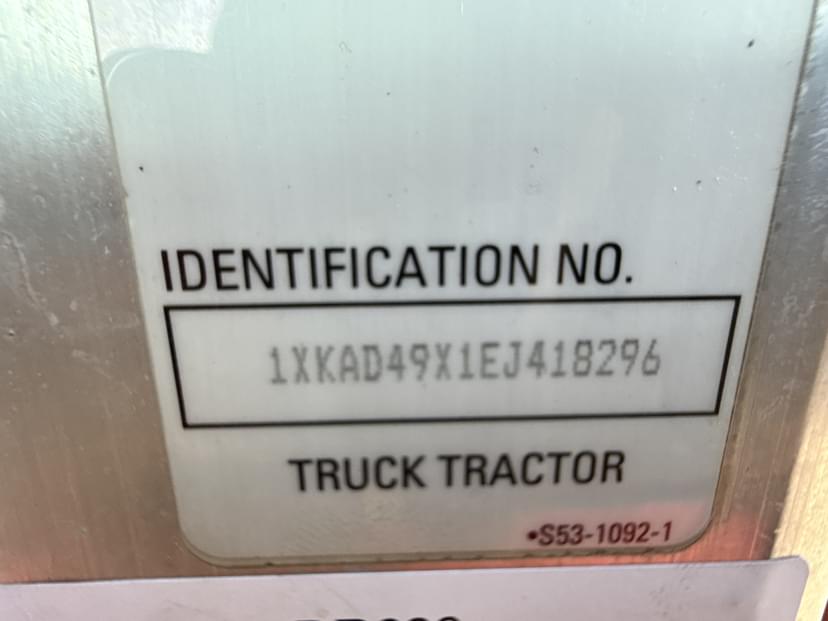 IDENTIFICATION NO.
1XKAD49X1EJ418296
TRUCK TRACTOR
•S53-1092-1